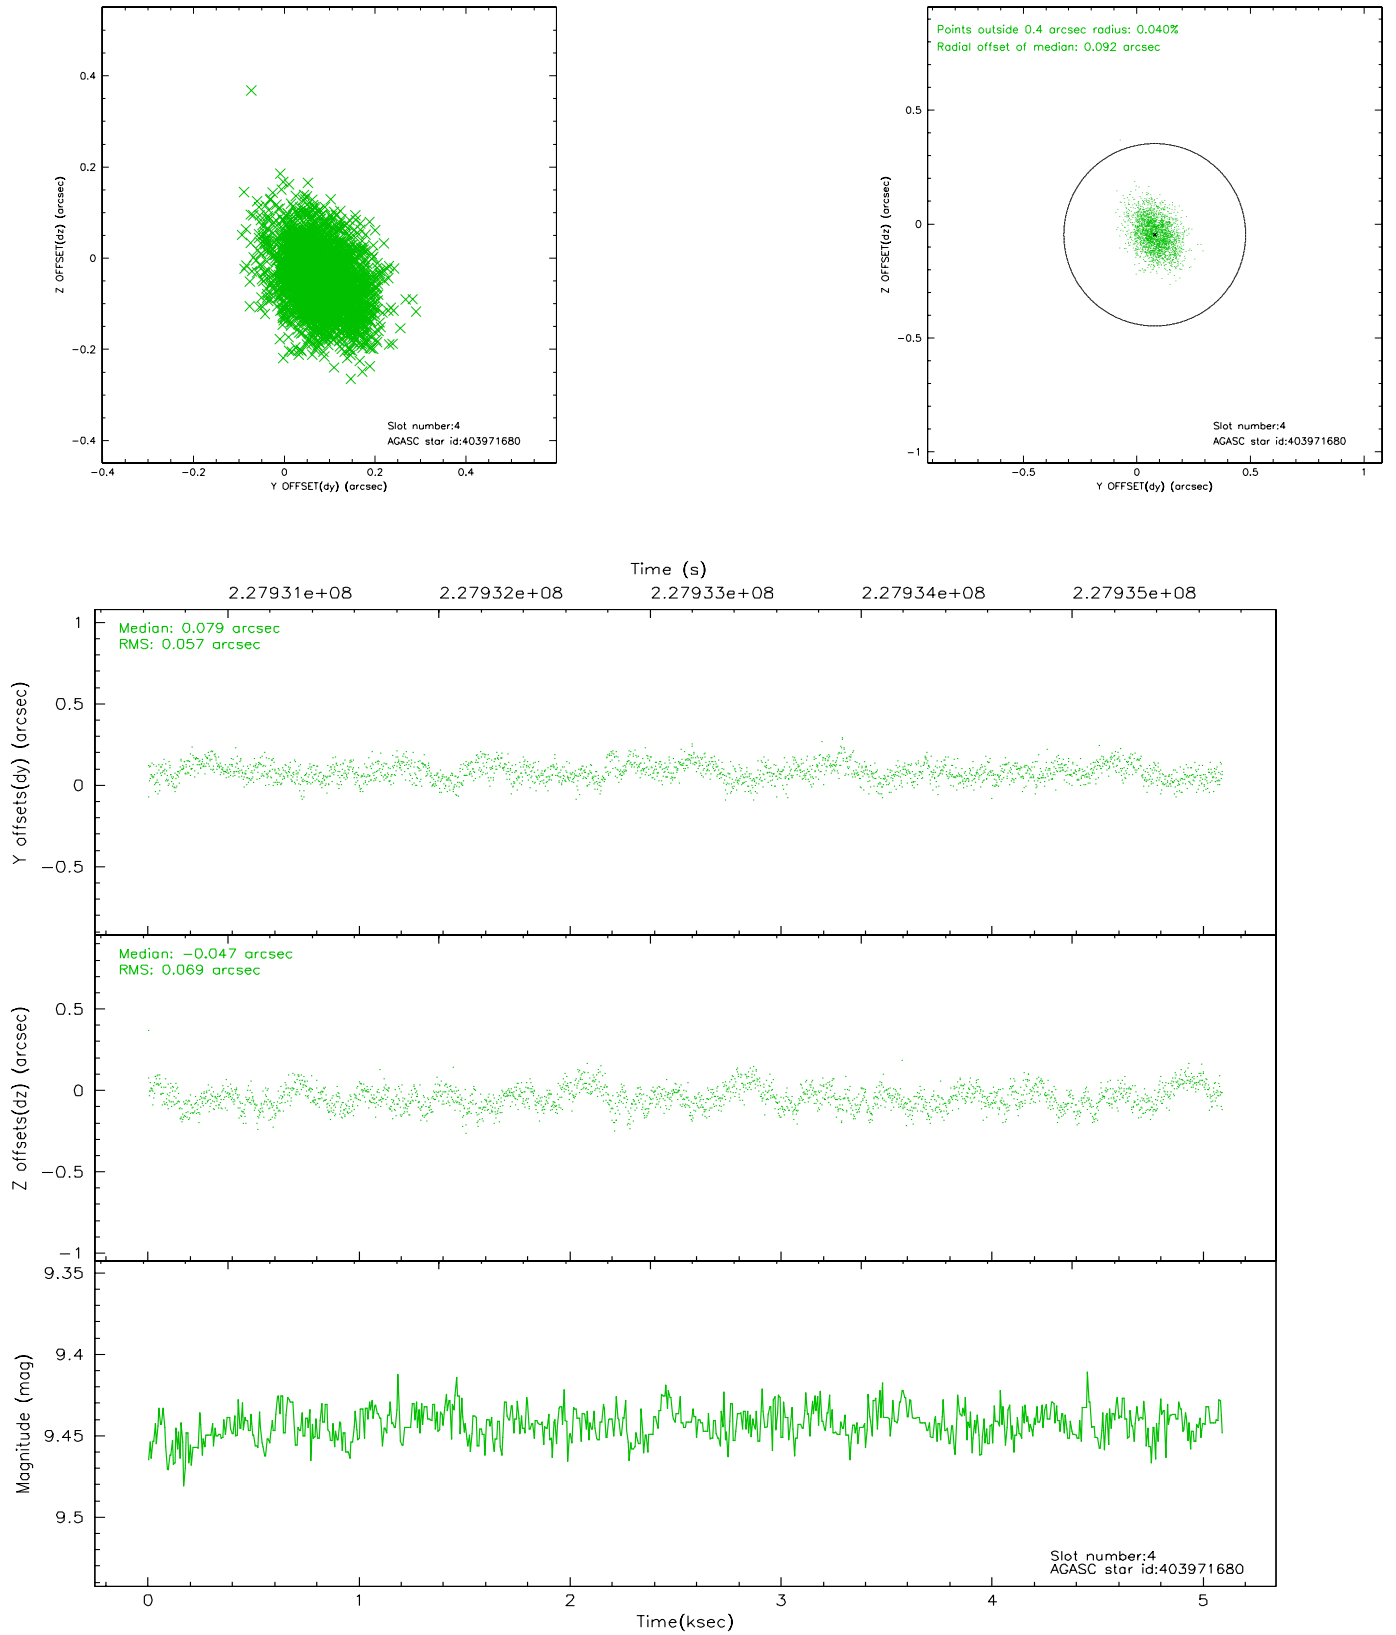 0.4
0.2
0
−0.2
−0.4
Z OFFSET(dz) (arcsec)
Slot number:4
AGASC star id:403971680
−0.4
−0.2
0
0.2
0.4
Y OFFSET(dy) (arcsec)
Points outside 0.4 arcsec radius: 0.040%
Radial offset of median: 0.092 arcsec
0.5
0
−0.5
−1
Z OFFSET(dz) (arcsec)
Slot number:4
AGASC star id:403971680
−0.5
0
0.5
1
Y OFFSET(dy) (arcsec)
Time (s)
2.27931e+08
2.27932e+08
2.27933e+08
2.27934e+08
2.27935e+08
Median: 0.079 arcsec
RMS: 0.057 arcsec
1
0.5
0
−0.5
Y offsets(dy) (arcsec)
Median: −0.047 arcsec
RMS: 0.069 arcsec
0.5
0
−0.5
−1
Z offsets(dz) (arcsec)
9.35
9.4
9.45
9.5
Magnitude (mag)
Slot number:4
AGASC star id:403971680
0
1
2
3
4
5
Time(ksec)